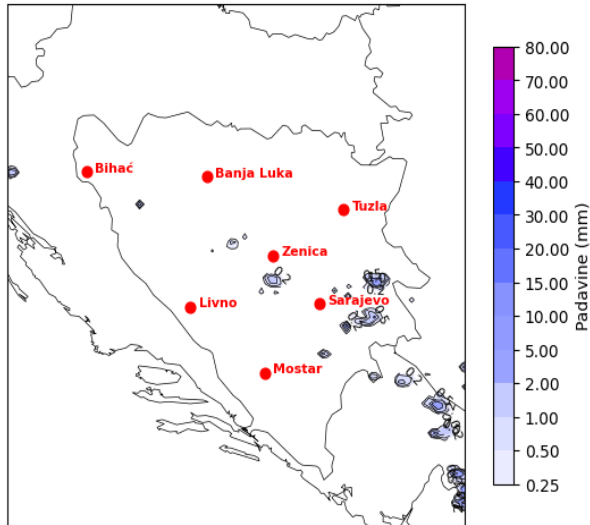 Bihać
Banja Luka
Tuzla
Zenica
Livno
Sarajevo
Mostar
80.00
70.00
60.00
50.00
40.00
30.00
20.00
15.00
10.00
5.00
2.00
1.00
0.50
0.25
Padavine (mm)